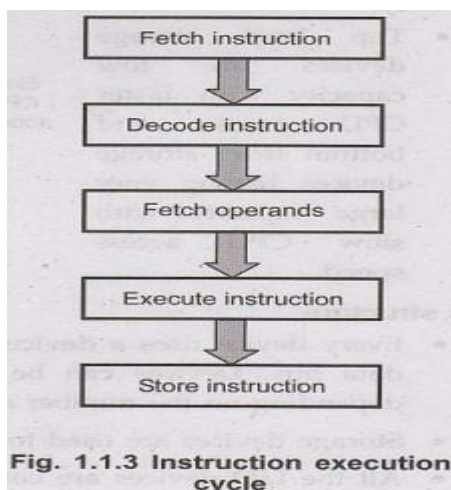 Fetch instruction
Decode instruction
Fetch operands
Execute instruction
Store instruction
Fig. 1.1.3 Instruction execution
cycle